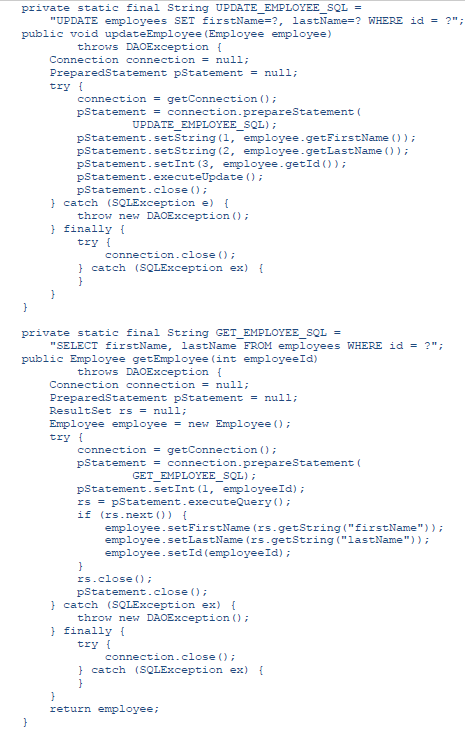 private static final String UPDATE_EMPLOYEE_SQL =
"UPDATE employees SET firstName=?, lastName=? WHERE id = ?";
public void updateEmployee(Employee employee)
throws DAOException {
Connection connection = null;
PreparedStatement pStatement = null;
try {
connection = getConnection();
pStatement = connection.prepareStatement(
UPDATE_EMPLOYEE_SQL);
pStatement.setString(1, employee.getFirstName());
pStatement.setString(2, employee.getLastName());
pStatement.setInt(3, employee.getId());
pStatement.executeUpdate();
pStatement.close();
} catch (SQLException e) {
throw new DAOException();
} finally {
try {
connection.close();
} catch (SQLException ex) {
}
}
}
private static final String GET_EMPLOYEE_SQL =
"SELECT firstName, lastName FROM employees WHERE id = ?";
public Employee getEmployee(int employeeId)
throws DAOException {
Connection connection = null;
PreparedStatement pStatement = null;
ResultSet rs = null;
Employee employee = new Employee();
try {
connection = getConnection();
pStatement = connection.prepareStatement(
GET_EMPLOYEE_SQL);
pStatement.setInt(1, employeeId);
rs = pStatement.executeQuery();
if (rs.next()) {
employee.setFirstName(rs.getString("firstName"));
employee.setLastName(rs.getString("lastName"));
employee.setId(employeeId);
}
rs.close();
pStatement.close();
} catch (SQLException ex) {
throw new DAOException();
} finally {
try {
connection.close();
} catch (SQLException ex) {
}
}
return employee;
}